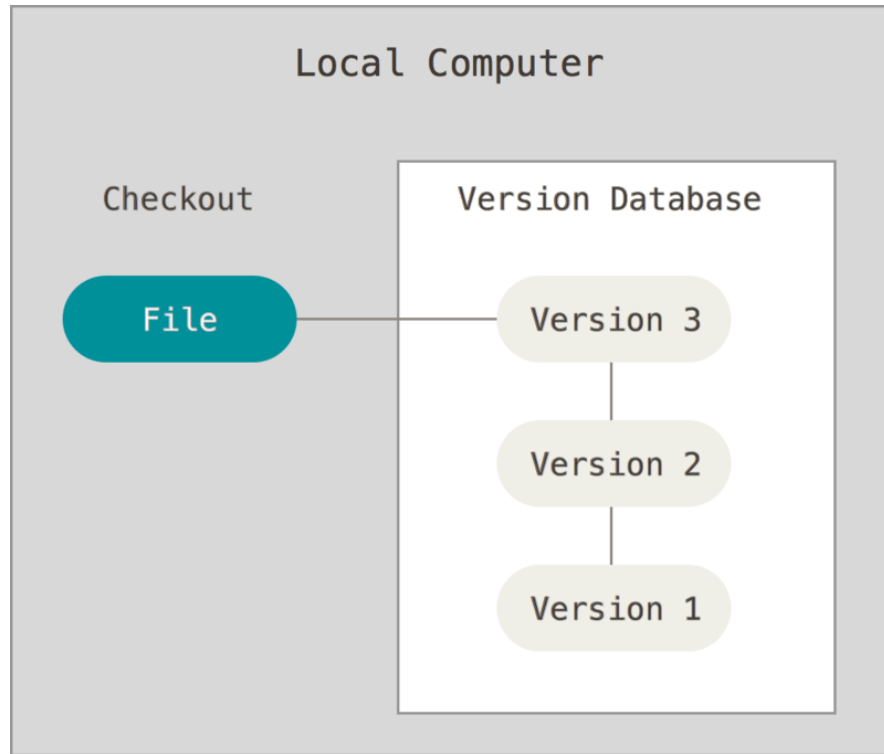 Local Computer
Checkout
Version Database
File
Version 3
Version 2
Version 1